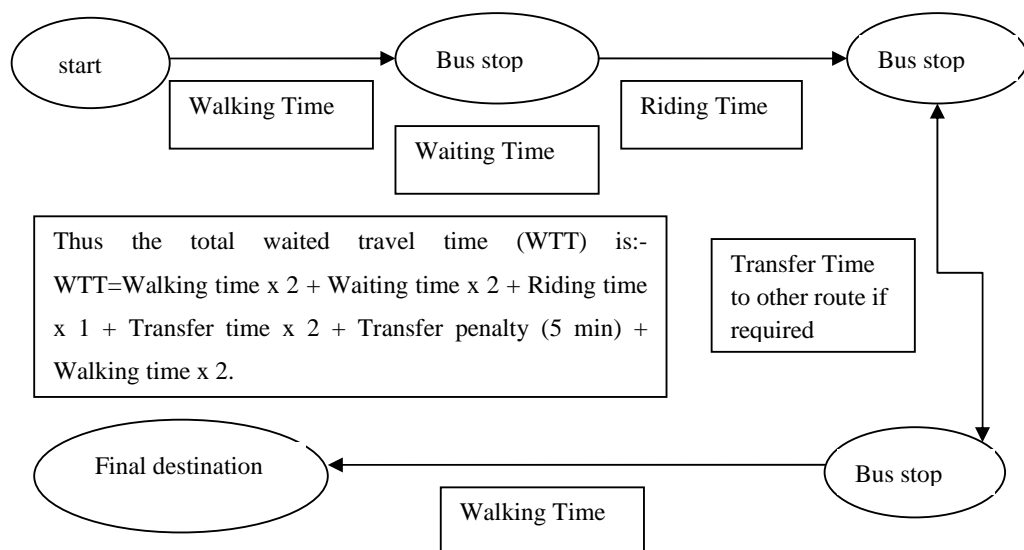 start
Bus stop
Bus stop
Walking Time
Riding Time
Waiting Time
Thus the total waited travel time (WTT) is:-
WTT=Walking time x 2 + Waiting time x 2 + Riding time
x 1 + Transfer time x 2 + Transfer penalty (5 min) +
Walking time x 2.
Transfer Time
to other route if
required
Final destination
Bus stop
Walking Time